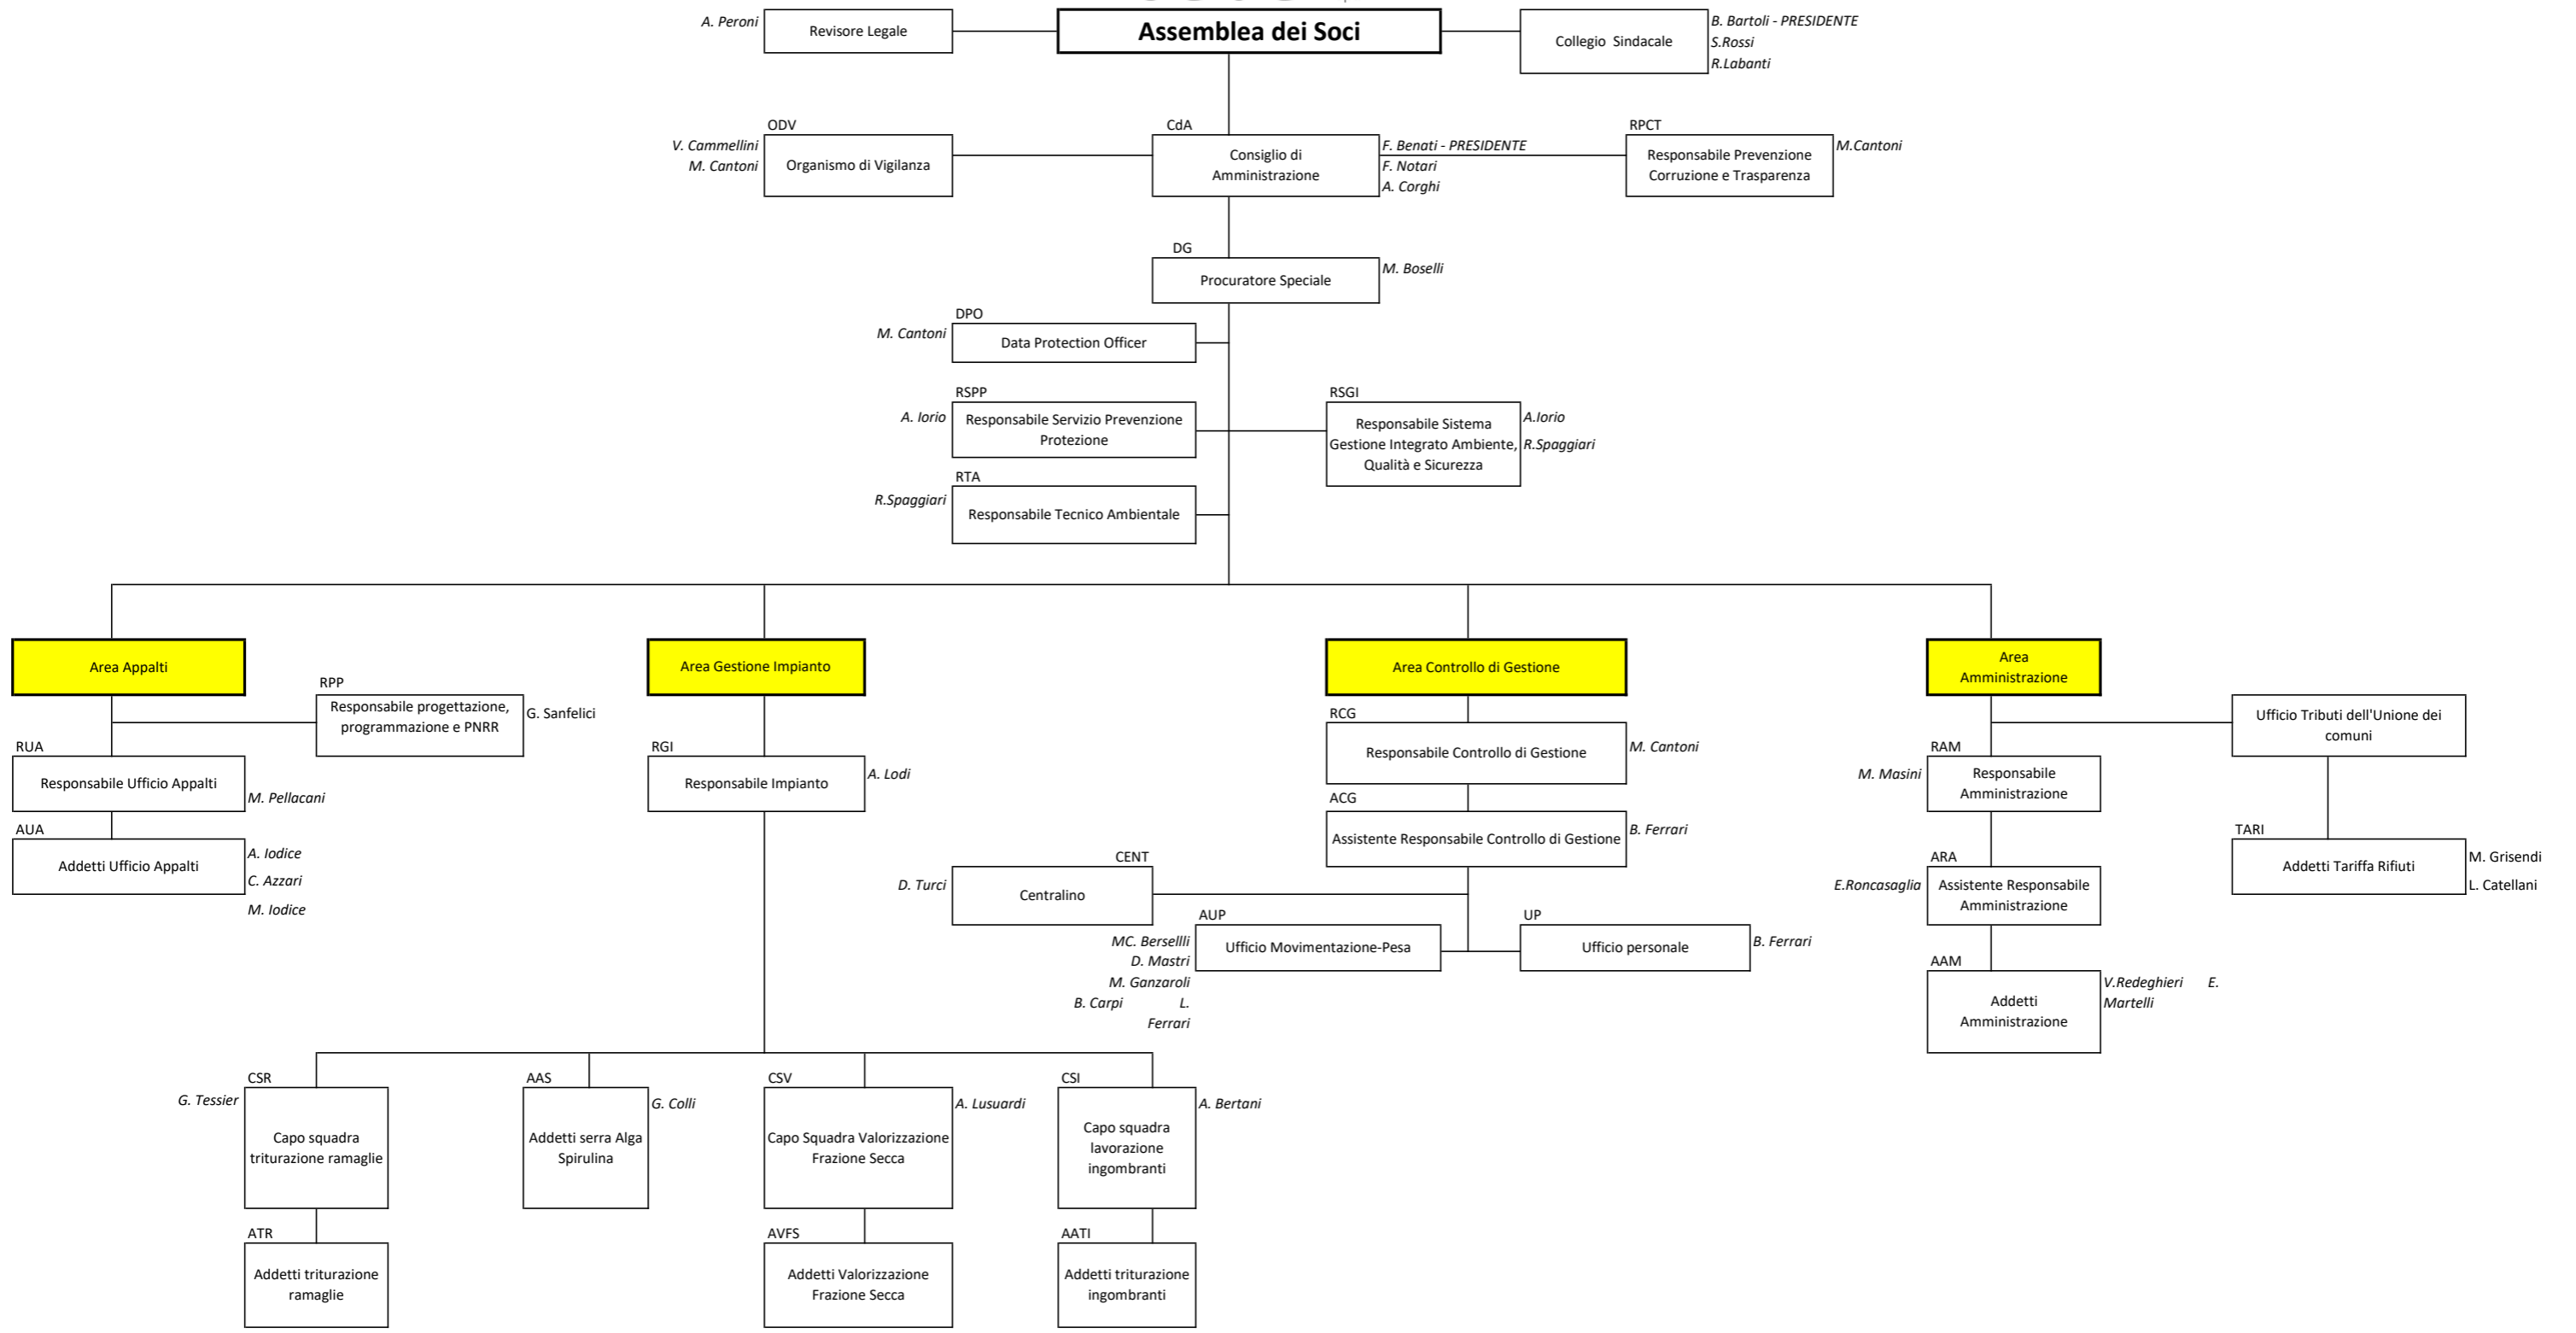 A. Peroni
Revisore Legale
Assemblea dei Soci
Collegio Sindacale
B. Bartoli - PRESIDENTE
S.Rossi
R.Labanti
ODV
V. Cammellini
M. Cantoni
Organismo di Vigilanza
CdA
Consiglio di
Amministrazione
F. Benati - PRESIDENTE
F. Notari
A. Corghi
RPCT
Responsabile Prevenzione
Corruzione e Trasparenza
M.Cantoni
DG
Procuratore Speciale
M. Boselli
DPO
M. Cantoni
Data Protection Officer
RSPP
A. Iorio
Responsabile Servizio Prevenzione
Protezione
RSGI
Responsabile Sistema
Gestione Integrato Ambiente,
Qualità e Sicurezza
A.Iorio
R.Spaggiari
RTA
R.Spaggiari
Responsabile Tecnico Ambientale
Area Appalti
RPP
Responsabile progettazione,
programmazione e PNRR
G. Sanfelici
RUA
Responsabile Ufficio Appalti
M. Pellacani
AUA
Addetti Ufficio Appalti
A. Iodice
C. Azzari
M. Iodice
Area Gestione Impianto
RGI
Responsabile Impianto
A. Lodi
Area Controllo di Gestione
RCG
Responsabile Controllo di Gestione
M. Cantoni
ACG
Assistente Responsabile Controllo di Gestione
B. Ferrari
CENT
D. Turci
Centralino
AUP
MC. Bersellli
D. Mastri
M. Ganzaroli
B. Carpi L.
Ferrari
Ufficio Movimentazione-Pesa
UP
Ufficio personale
B. Ferrari
Area
Amministrazione
Ufficio Tributi dell'Unione dei
comuni
RAM
M. Masini
Responsabile
Amministrazione
TARI
Addetti Tariffa Rifiuti
M. Grisendi
L. Catellani
ARA
E.Roncasaglia
Assistente Responsabile
Amministrazione
AAM
Addetti
Amministrazione
V.Redeghieri E.
Martelli
CSR
G. Tessier
Capo squadra
triturazione ramaglie
AAS
Addetti serra Alga
Spirulina
G. Colli
CSV
Capo Squadra Valorizzazione
Frazione Secca
A. Lusuardi
CSI
Capo squadra
lavorazione
ingombranti
A. Bertani
ATR
Addetti triturazione
ramaglie
AVFS
Addetti Valorizzazione
Frazione Secca
AATI
Addetti triturazione
ingombranti